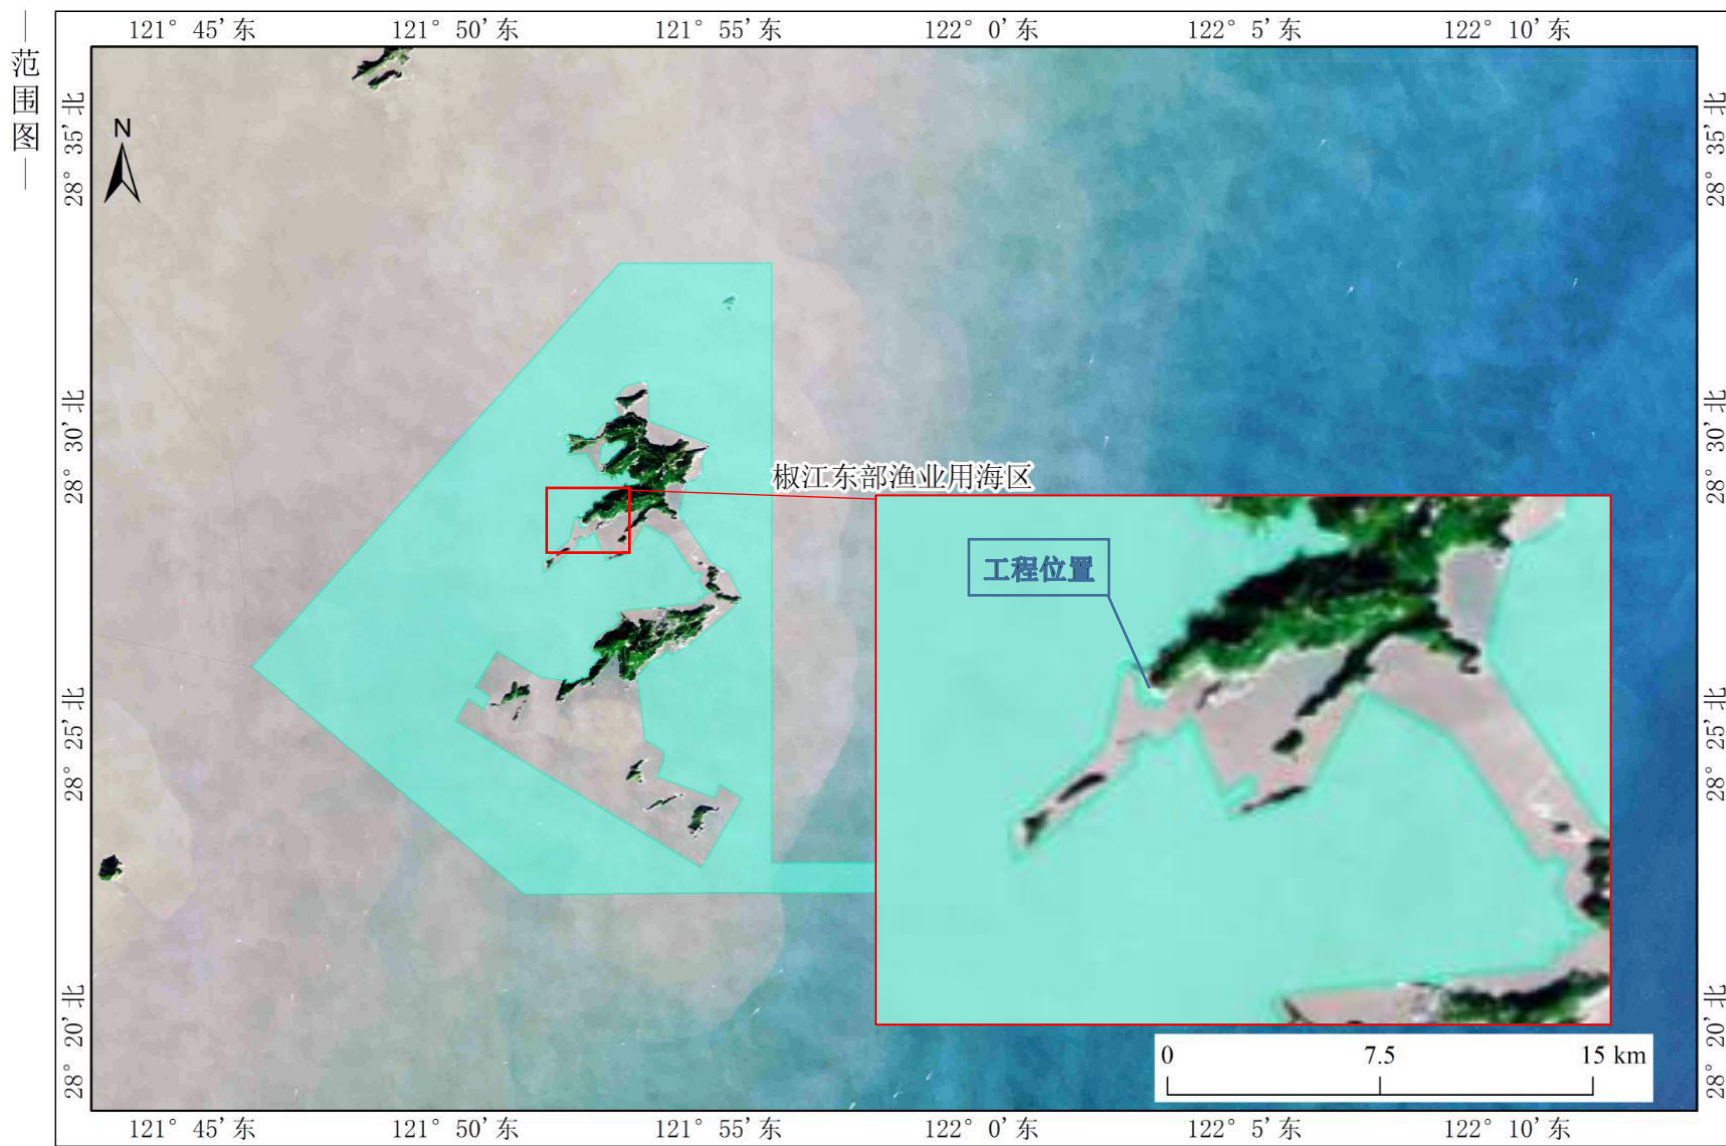 范围图
121° 45′ 东
121° 50′ 东
121° 55′ 东
122° 0′ 东
122° 5′ 东
122° 10′ 东
28° 35′ 北
28° 35′ 北
N
28° 30′ 北
28° 30′ 北
椒江东部渔业用海区
工程位置
28° 25′ 北
28° 25′ 北
28° 20′ 北
28° 20′ 北
0 7.5 15 km
121° 45′ 东
121° 50′ 东
121° 55′ 东
122° 0′ 东
122° 5′ 东
122° 10′ 东